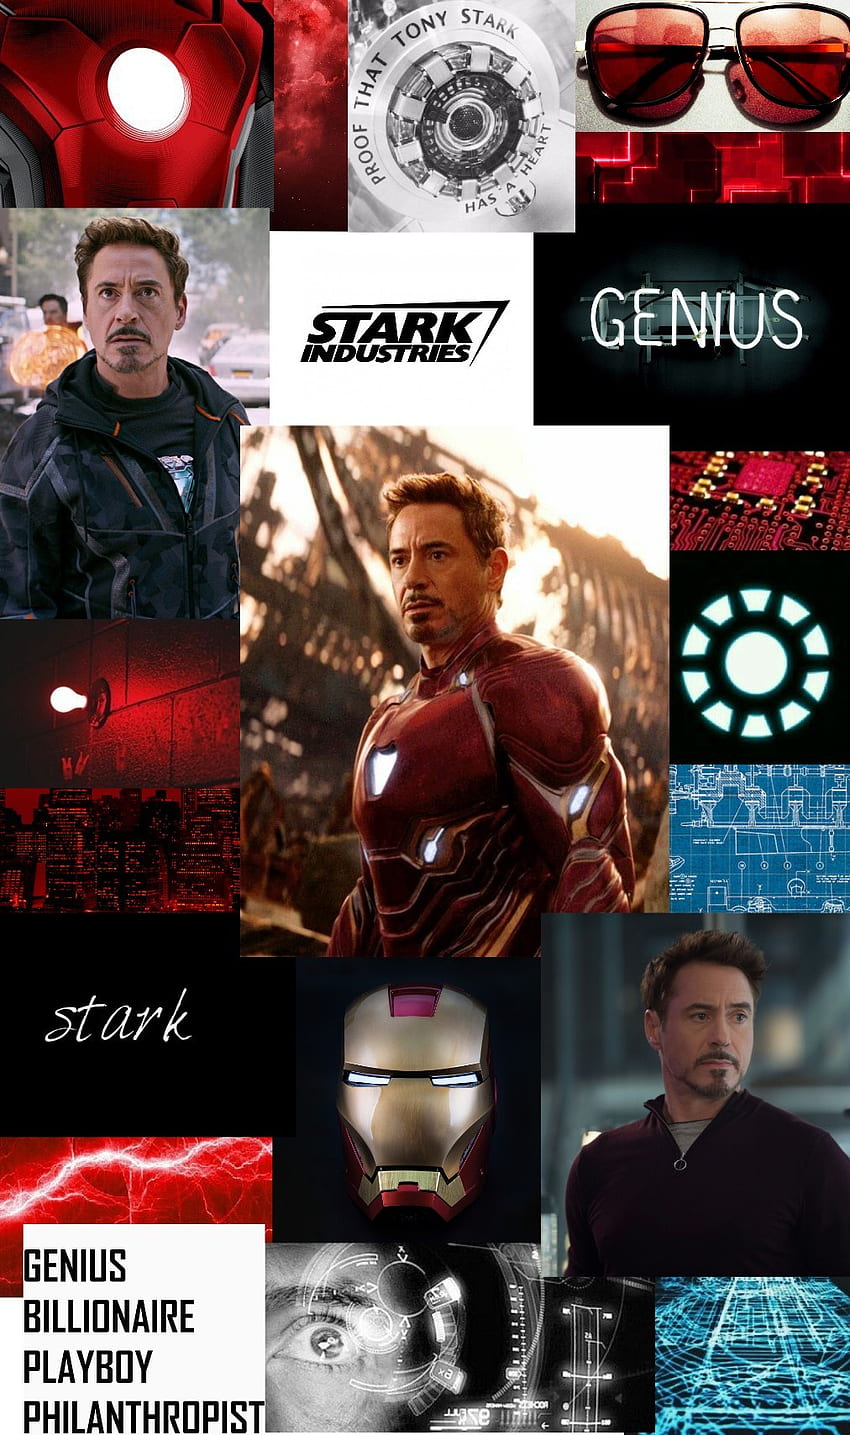 PROOF THAT TONY STARK
HAS A HEART
STARK
INDUSTRIES
GENIUS
stark
GENIUS
BILLIONAIRE
PLAYBOY
PHILANTHROPIST